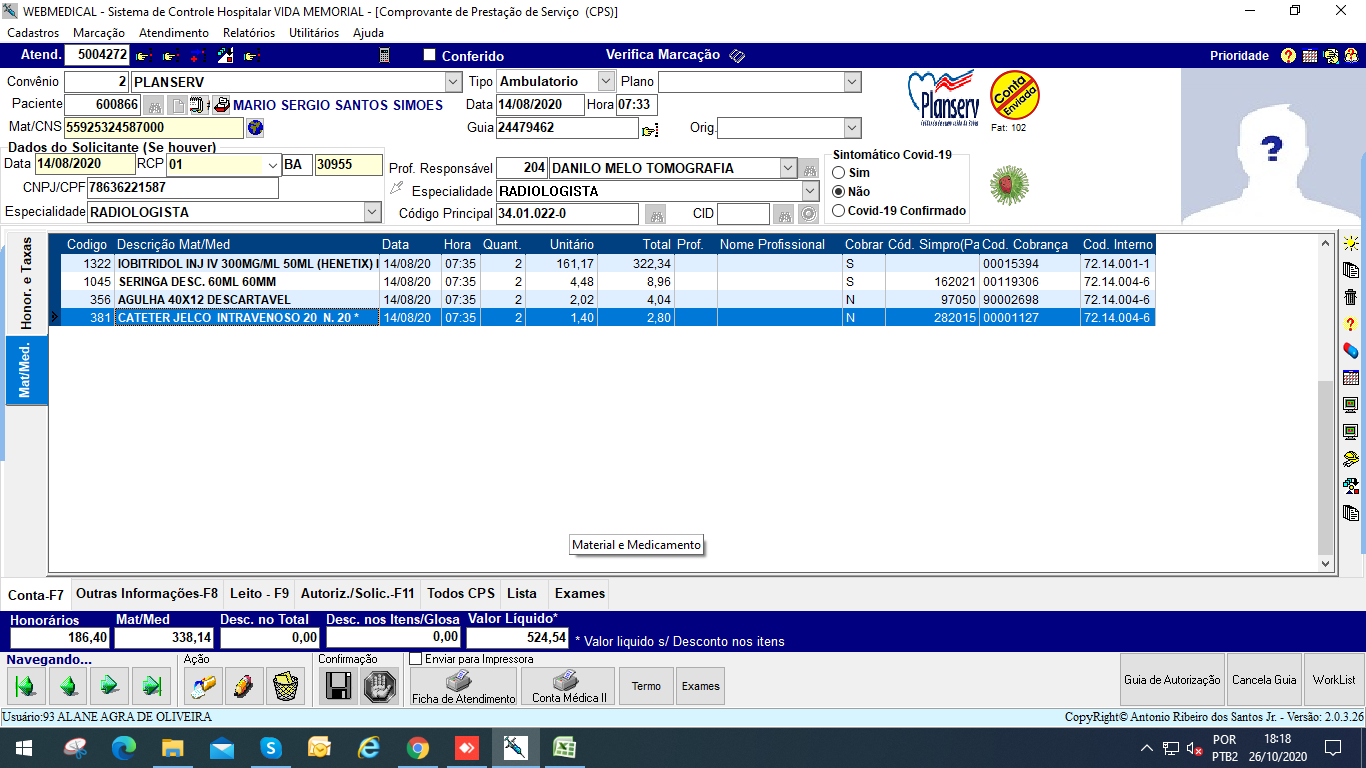 WEBMEDICAL - Sistema de Controle Hospitalar VIDA MEMORIAL - [Comprovante de Prestação de Serviço (CPS)]
Cadastros Marcação Atendimento Relatórios Utilitários Ajuda
Atend. 5004272 Conferido Verifica Marcação Prioridade
Convênio 2 PLANSERV Tipo Ambulatorio Plano
Paciente 600866 MARIO SERGIO SANTOS SIMOES Data 14/08/2020 Hora 07:33
Mat/CNS 55925324587000 Guia 24479462 Orig.
Planserv
Conta Enviada
Fat: 102
Dados do Solicitante (Se houver)
Data 14/08/2020 RCP 01 BA 30955
CNPJ/CPF 78636221587
Especialidade RADIOLOGISTA
Prof. Responsável 204 DANILO MELO TOMOGRAFIA
Especialidade RADIOLOGISTA
Código Principal 34.01.022-0 CID
Sintomático Covid-19
Sim
Não
Covid-19 Confirmado
Honor. e Taxas
Mat/Med.
Codigo Descrição Mat/Med Data Hora Quant. Unitário Total Prof. Nome Profissional Cobrar Cód. Simpro(Pa Cod. Cobrança Cod. Interno
1322 IOBITRIDOL INJ IV 300MG/ML 50ML (HENETIX) I 14/08/20 07:35 2 161,17 322,34 S 00015394 72.14.001-1
1045 SERINGA DESC. 60ML 60MM 14/08/20 07:35 2 4,48 8,96 S 162021 00119306 72.14.004-6
356 AGULHA 40X12 DESCARTAVEL 14/08/20 07:35 2 2,02 4,04 N 97050 90002698 72.14.004-6
381 CATETER JELCO INTRAVENOSO 20 N. 20 * 14/08/20 07:35 2 1,40 2,80 N 282015 00001127 72.14.004-6
Material e Medicamento
Conta-F7 Outras Informações-F8 Leito - F9 Autoriz./Solic.-F11 Todos CPS Lista Exames
Honorários Mat/Med Desc. no Total Desc. nos Itens/Glosa Valor Líquido*
186,40 338,14 0,00 0,00 524,54 * Valor liquido s/ Desconto nos itens
Navegando... Ação Confirmação Enviar para Impressora
Ficha de Atendimento Conta Médica II Termo Exames Guia de Autorização Cancela Guia WorkList
Usuário:93 ALANE AGRA DE OLIVEIRA CopyRight© Antonio Ribeiro dos Santos Jr. - Versão: 2.0.3.26
POR 18:18
PTB2 26/10/2020